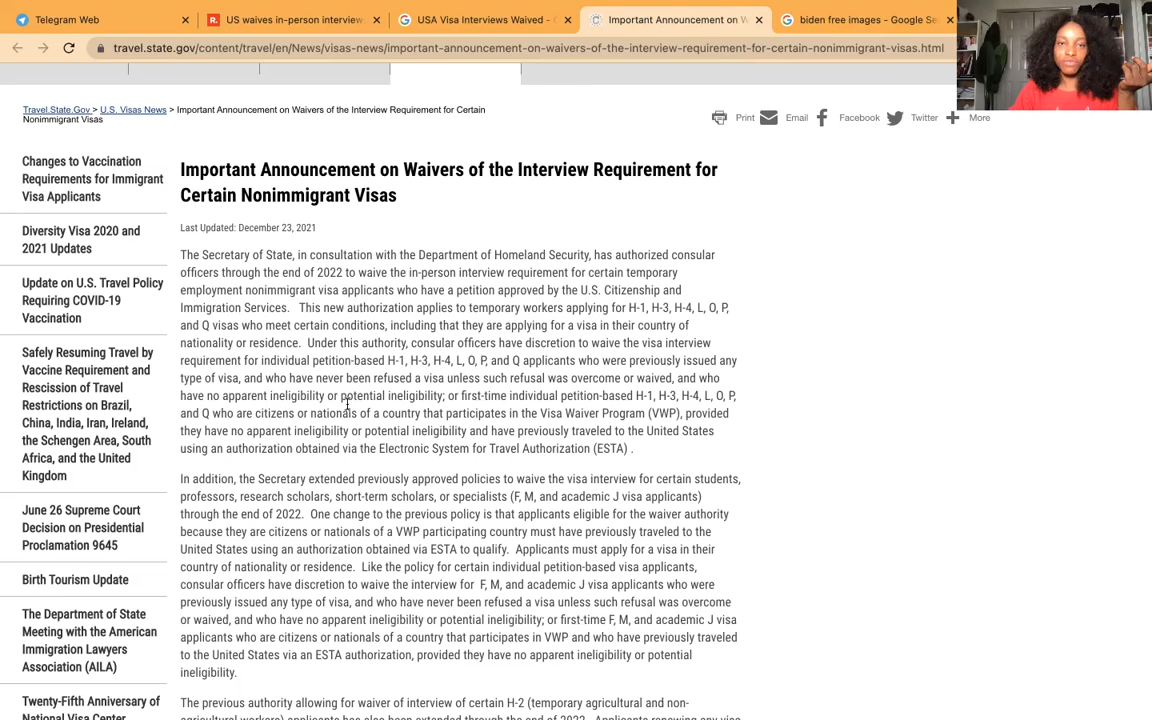 Telegram Web
US waives in-person interview
USA Visa Interviews Waived -
Important Announcement on W
biden free images - Google Se
travel.state.gov/content/travel/en/News/visas-news/important-announcement-on-waivers-of-the-interview-requirement-for-certain-nonimmigrant-visas.html
Travel.State.Gov > U.S. Visas News > Important Announcement on Waivers of the Interview Requirement for Certain
Nonimmigrant Visas
Print Email Facebook Twitter More
Changes to Vaccination
Requirements for Immigrant
Visa Applicants
Diversity Visa 2020 and
2021 Updates
Update on U.S. Travel Policy
Requiring COVID-19
Vaccination
Safely Resuming Travel by
Vaccine Requirement and
Rescission of Travel
Restrictions on Brazil,
China, India, Iran, Ireland,
the Schengen Area, South
Africa, and the United
Kingdom
June 26 Supreme Court
Decision on Presidential
Proclamation 9645
Birth Tourism Update
The Department of State
Meeting with the American
Immigration Lawyers
Association (AILA)
Twenty-Fifth Anniversary of
National Visa Center
Important Announcement on Waivers of the Interview Requirement for
Certain Nonimmigrant Visas
Last Updated: December 23, 2021
The Secretary of State, in consultation with the Department of Homeland Security, has authorized consular
officers through the end of 2022 to waive the in-person interview requirement for certain temporary
employment nonimmigrant visa applicants who have a petition approved by the U.S. Citizenship and
Immigration Services. This new authorization applies to temporary workers applying for H-1, H-3, H-4, L, O, P,
and Q visas who meet certain conditions, including that they are applying for a visa in their country of
nationality or residence. Under this authority, consular officers have discretion to waive the visa interview
requirement for individual petition-based H-1, H-3, H-4, L, O, P, and Q applicants who were previously issued any
type of visa, and who have never been refused a visa unless such refusal was overcome or waived, and who
have no apparent ineligibility or potential ineligibility; or first-time individual petition-based H-1, H-3, H-4, L, O, P,
and Q who are citizens or nationals of a country that participates in the Visa Waiver Program (VWP), provided
they have no apparent ineligibility or potential ineligibility and have previously traveled to the United States
using an authorization obtained via the Electronic System for Travel Authorization (ESTA) .
In addition, the Secretary extended previously approved policies to waive the visa interview for certain students,
professors, research scholars, short-term scholars, or specialists (F, M, and academic J visa applicants)
through the end of 2022. One change to the previous policy is that applicants eligible for the waiver authority
because they are citizens or nationals of a VWP participating country must have previously traveled to the
United States using an authorization obtained via ESTA to qualify. Applicants must apply for a visa in their
country of nationality or residence. Like the policy for certain individual petition-based visa applicants,
consular officers have discretion to waive the interview for F, M, and academic J visa applicants who were
previously issued any type of visa, and who have never been refused a visa unless such refusal was overcome
or waived, and who have no apparent ineligibility or potential ineligibility; or first-time F, M, and academic J visa
applicants who are citizens or nationals of a country that participates in VWP and who have previously traveled
to the United States via an ESTA authorization, provided they have no apparent ineligibility or potential
ineligibility.
The previous authority allowing for waiver of interview of certain H-2 (temporary agricultural and non-
agricultural workers) applicants has also been extended through the end of 2022. Applicants renewing any visa